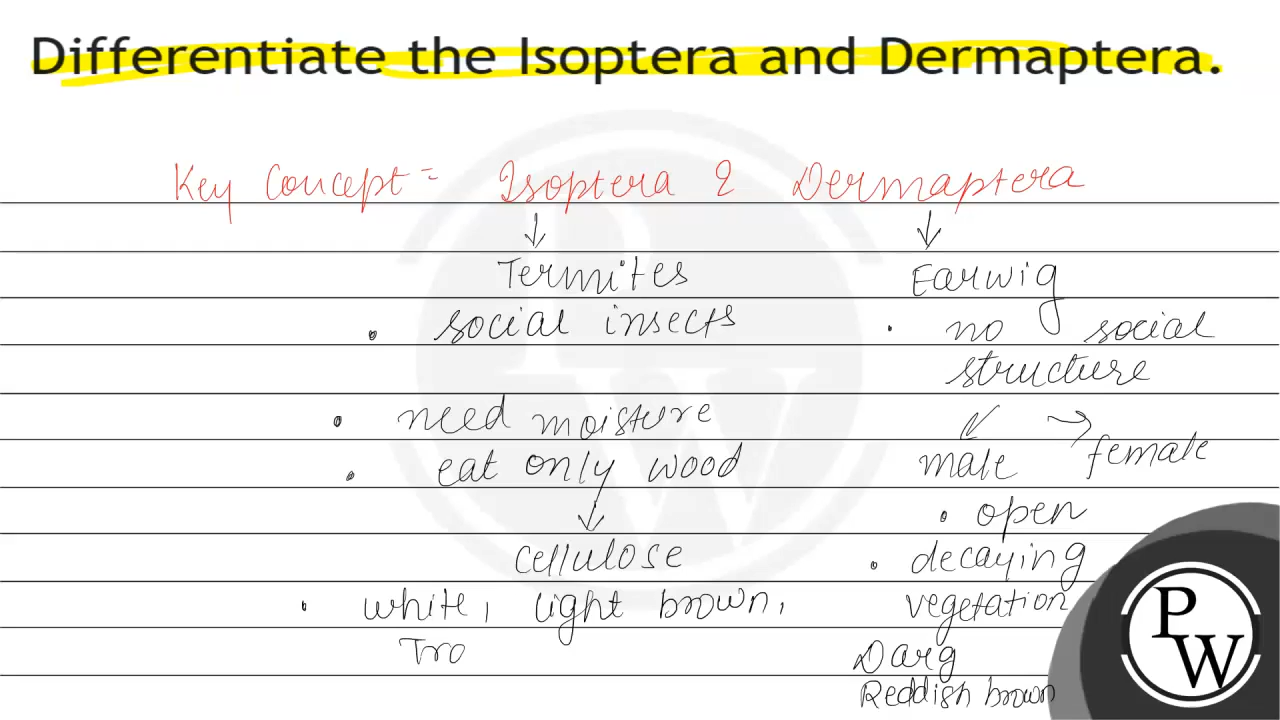 Differentiate the Isoptera and Dermaptera.
Key Concept = Isoptera & Dermaptera
Termites
Earwig
• social insects
• no social
structure
• need moisture
• eat only wood
male female
• open
cellulose
• decaying
vegetation
• white, light brown,
Tro
Darg
Reddish brown
PW
PW